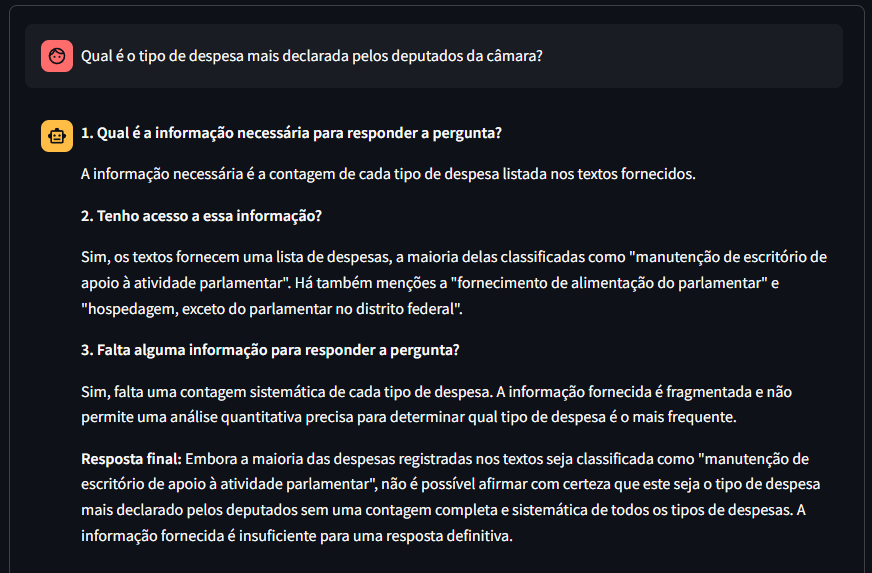 Qual é o tipo de despesa mais declarada pelos deputados da câmara?
1. Qual é a informação necessária para responder a pergunta?
A informação necessária é a contagem de cada tipo de despesa listada nos textos fornecidos.
2. Tenho acesso a essa informação?
Sim, os textos fornecem uma lista de despesas, a maioria delas classificadas como "manutenção de escritório de
apoio à atividade parlamentar". Há também menções a "fornecimento de alimentação do parlamentar" e
"hospedagem, exceto do parlamentar no distrito federal".
3. Falta alguma informação para responder a pergunta?
Sim, falta uma contagem sistemática de cada tipo de despesa. A informação fornecida é fragmentada e não
permite uma análise quantitativa precisa para determinar qual tipo de despesa é o mais frequente.
Resposta final: Embora a maioria das despesas registradas nos textos seja classificada como "manutenção de
escritório de apoio à atividade parlamentar", não é possível afirmar com certeza que este seja o tipo de despesa
mais declarado pelos deputados sem uma contagem completa e sistemática de todos os tipos de despesas. A
informação fornecida é insuficiente para uma resposta definitiva.